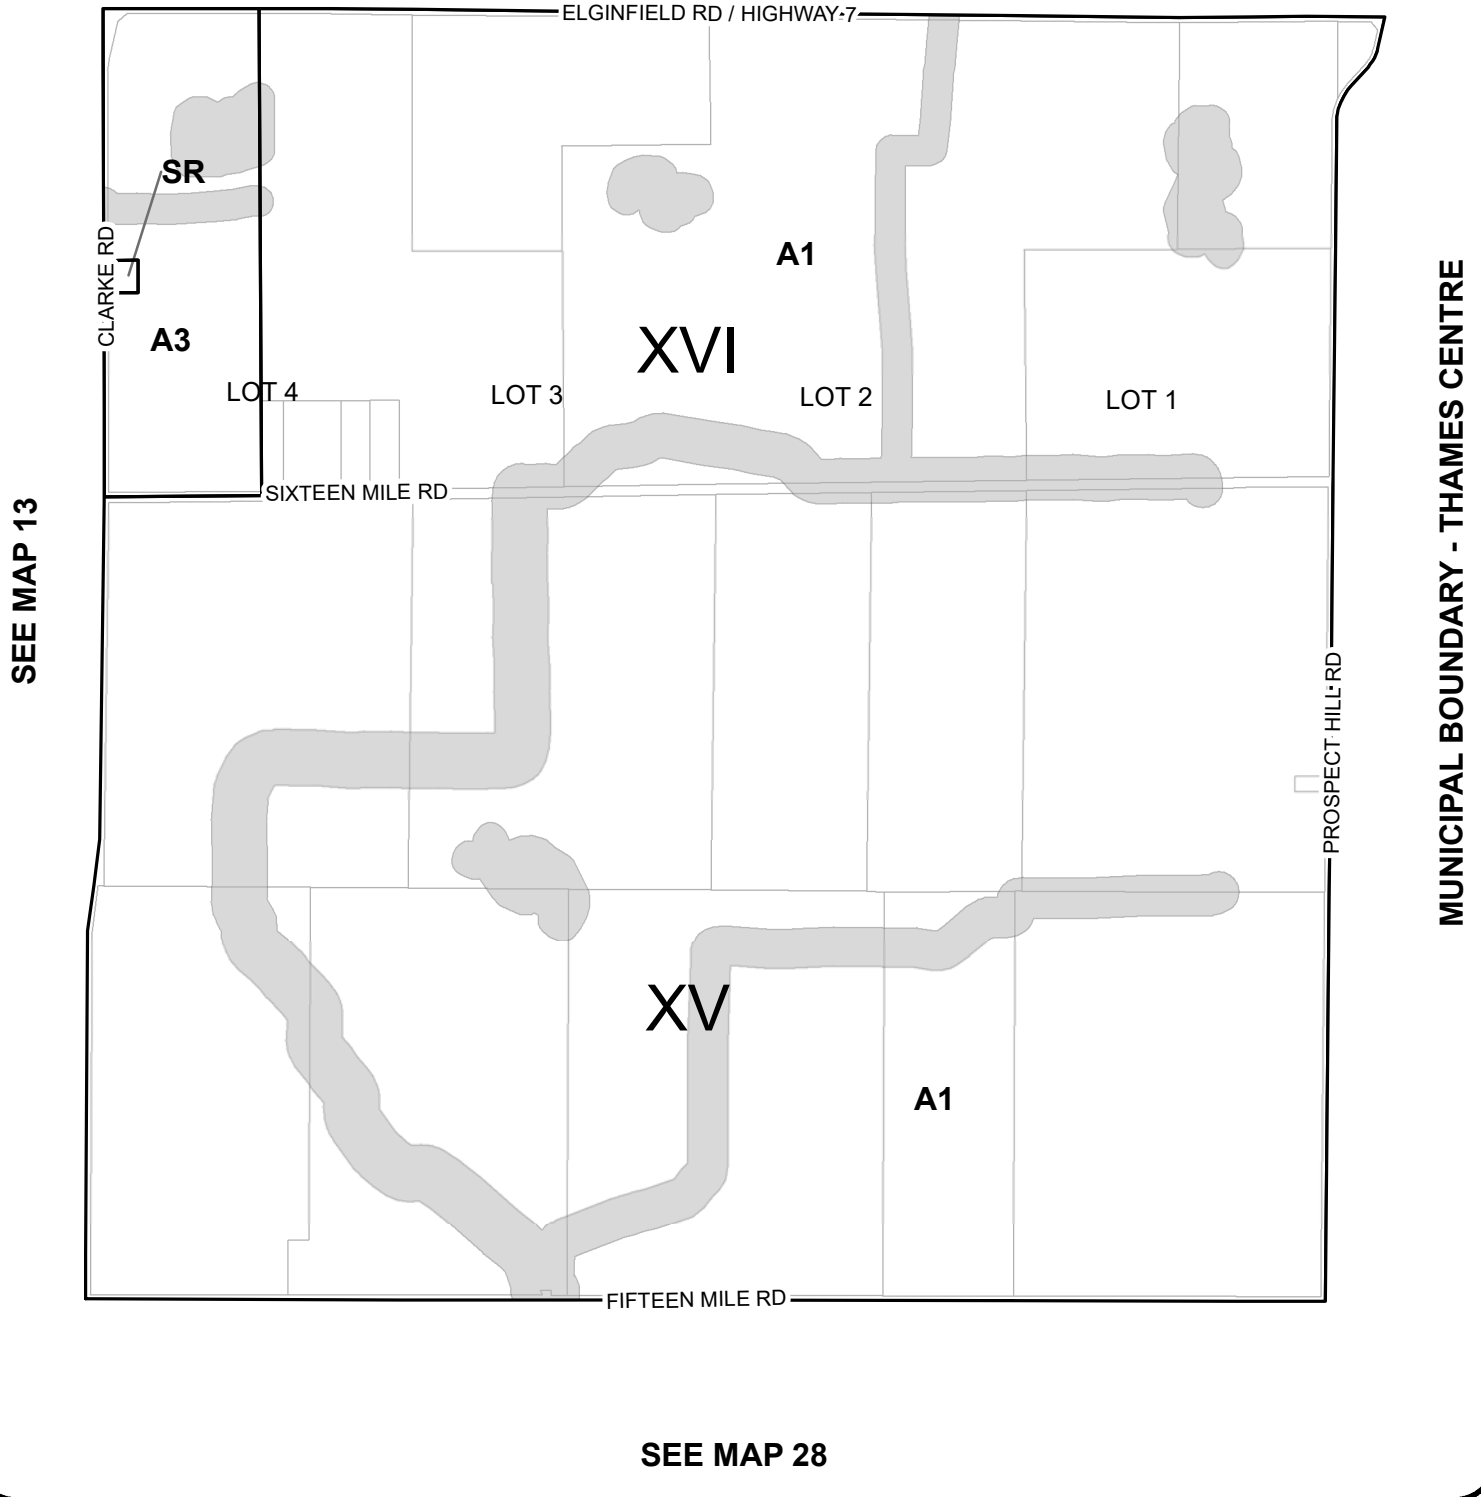 ELGINFIELD RD / HIGHWAY 7
SR
A1
CLARKE RD
A3
XVI
LOT 4
LOT 3
LOT 2
LOT 1
SIXTEEN MILE RD
SEE MAP 13
MUNICIPAL BOUNDARY - THAMES CENTRE
PROSPECT HILL RD
XV
A1
FIFTEEN MILE RD
SEE MAP 28